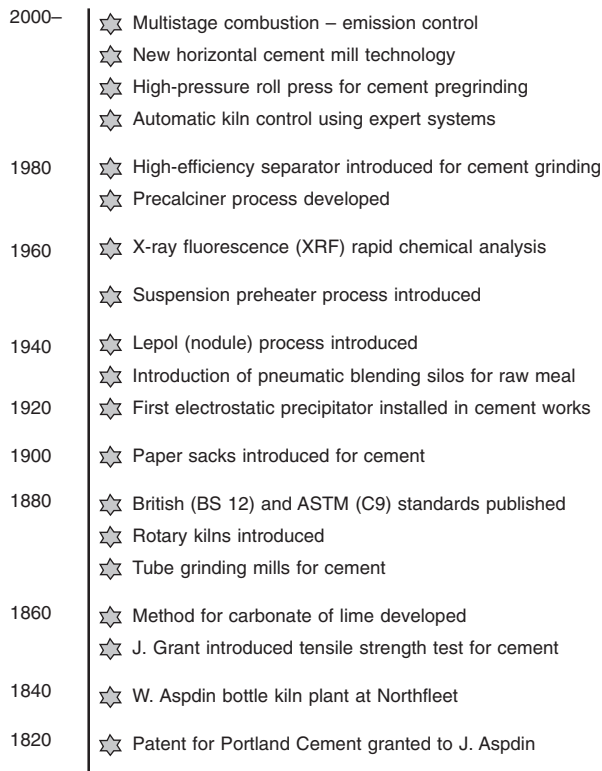 2000– Multistage combustion – emission control
New horizontal cement mill technology
High-pressure roll press for cement pregrinding
Automatic kiln control using expert systems
1980 High-efficiency separator introduced for cement grinding
Precalciner process developed
1960 X-ray fluorescence (XRF) rapid chemical analysis
Suspension preheater process introduced
1940 Lepol (nodule) process introduced
Introduction of pneumatic blending silos for raw meal
1920 First electrostatic precipitator installed in cement works
1900 Paper sacks introduced for cement
1880 British (BS 12) and ASTM (C9) standards published
Rotary kilns introduced
Tube grinding mills for cement
1860 Method for carbonate of lime developed
J. Grant introduced tensile strength test for cement
1840 W. Aspdin bottle kiln plant at Northfleet
1820 Patent for Portland Cement granted to J. Aspdin